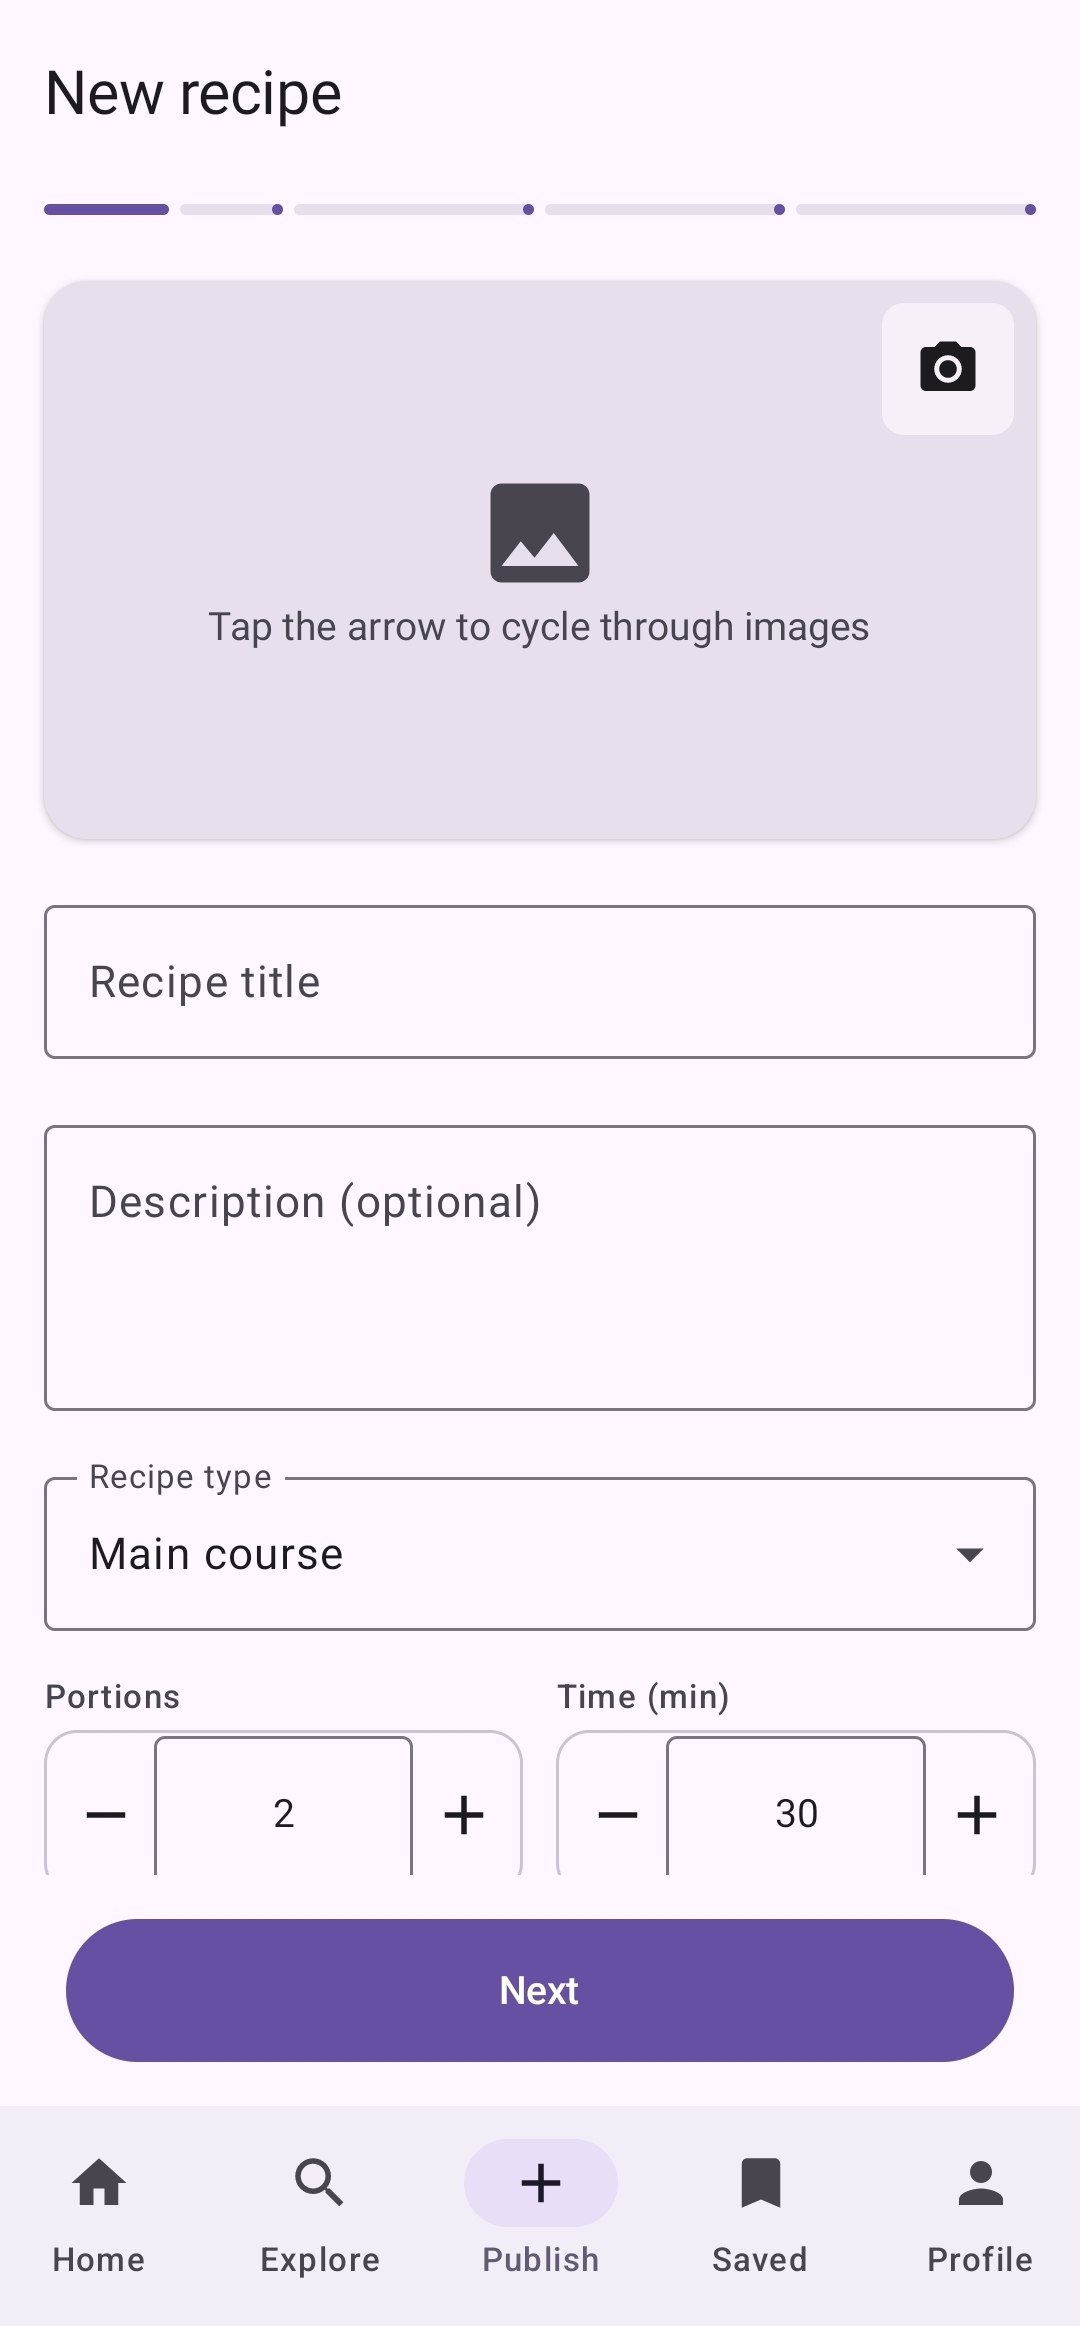 New recipe
Tap the arrow to cycle through images
Recipe title
Description (optional)
Recipe type
Main course
Portions
Time (min)
2
30
Next
Home
Explore
Publish
Saved
Profile